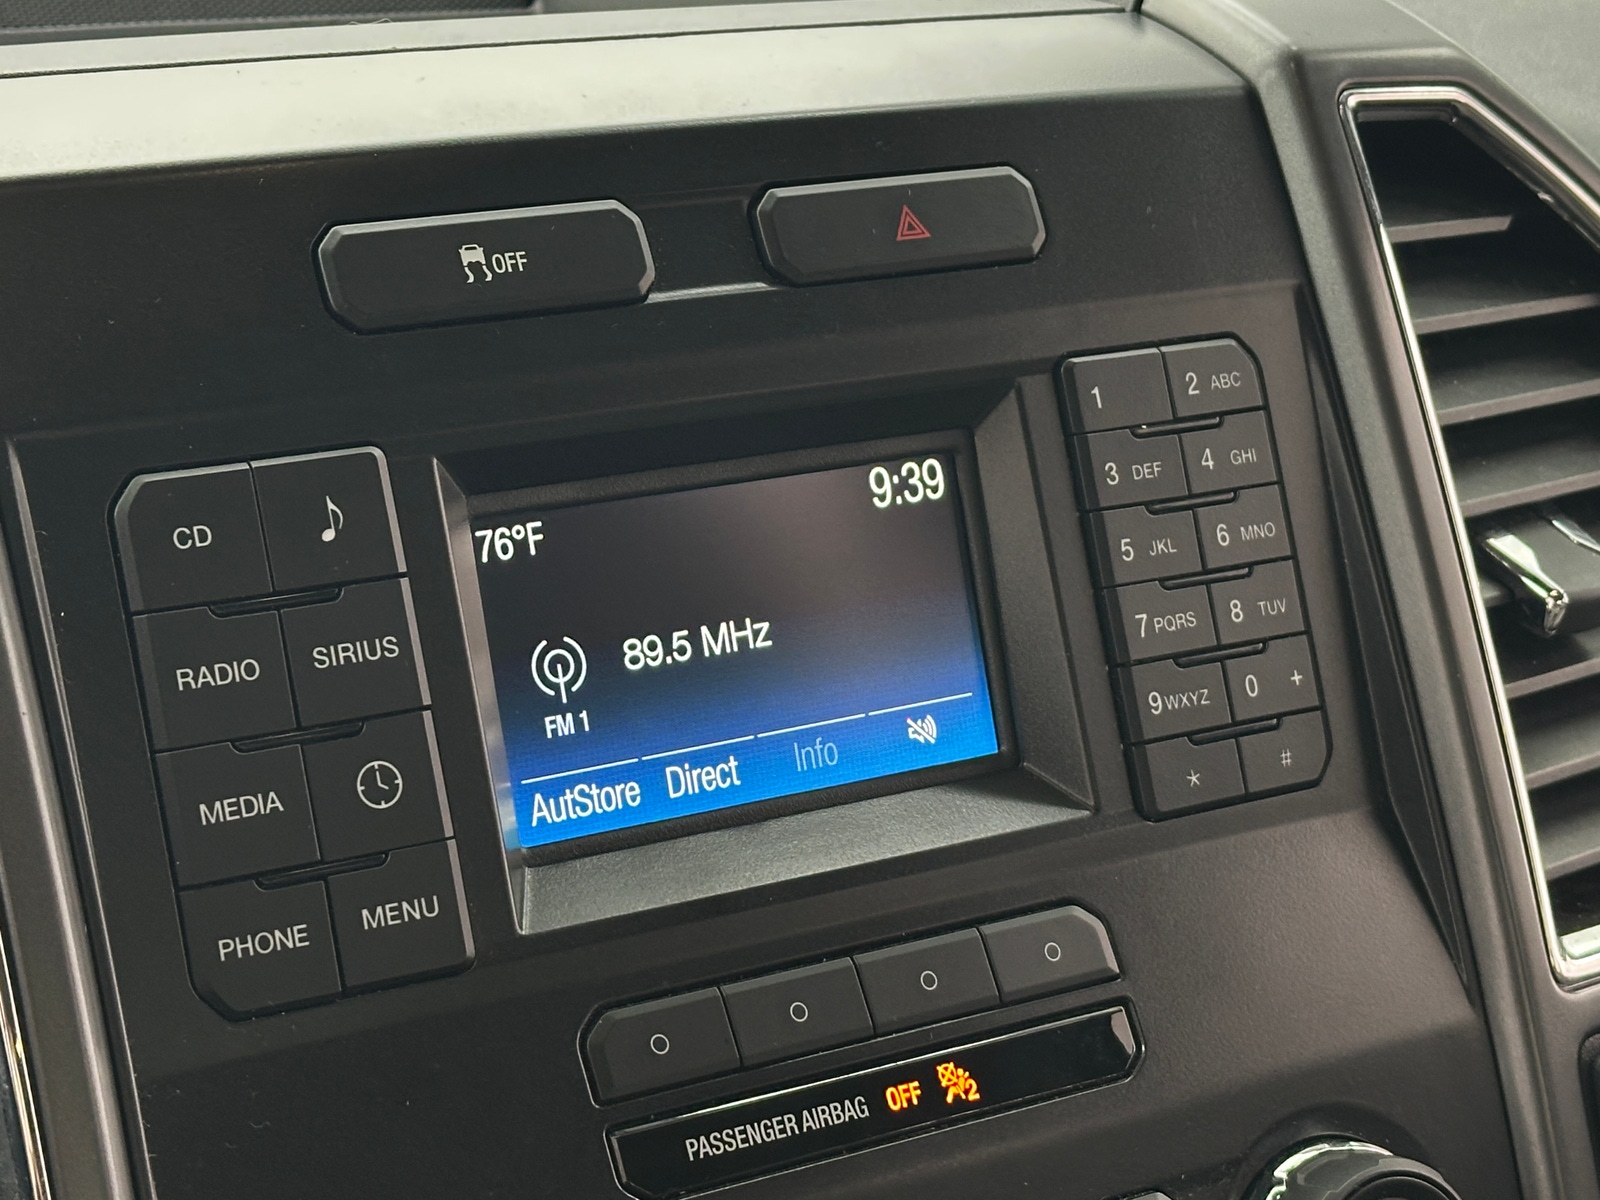 OFF
9:39
76°F
89.5 MHz
FM 1
AutStore Direct Info
CD
RADIO SIRIUS
MEDIA
PHONE MENU
1 2 ABC
3 DEF 4 GHI
5 JKL 6 MNO
7 PQRS 8 TUV
9 WXYZ 0 +
* #
PASSENGER AIRBAG OFF 2